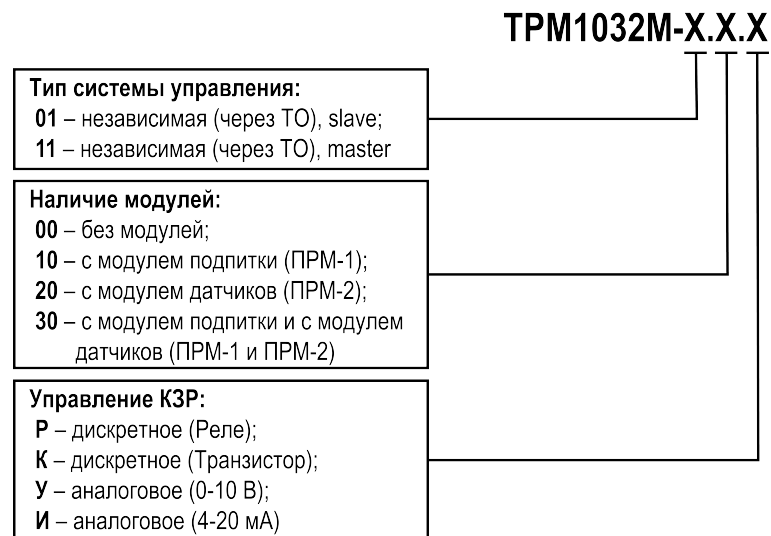 ТРМ1032М-Х.Х.Х
Тип системы управления:
01 – независимая (через ТО), slave;
11 – независимая (через ТО), master
Наличие модулей:
00 – без модулей;
10 – с модулем подпитки (ПРМ-1);
20 – с модулем датчиков (ПРМ-2);
30 – с модулем подпитки и с модулем
датчиков (ПРМ-1 и ПРМ-2)
Управление КЗР:
Р – дискретное (Реле);
К – дискретное (Транзистор);
У – аналоговое (0-10 В);
И – аналоговое (4-20 мА)